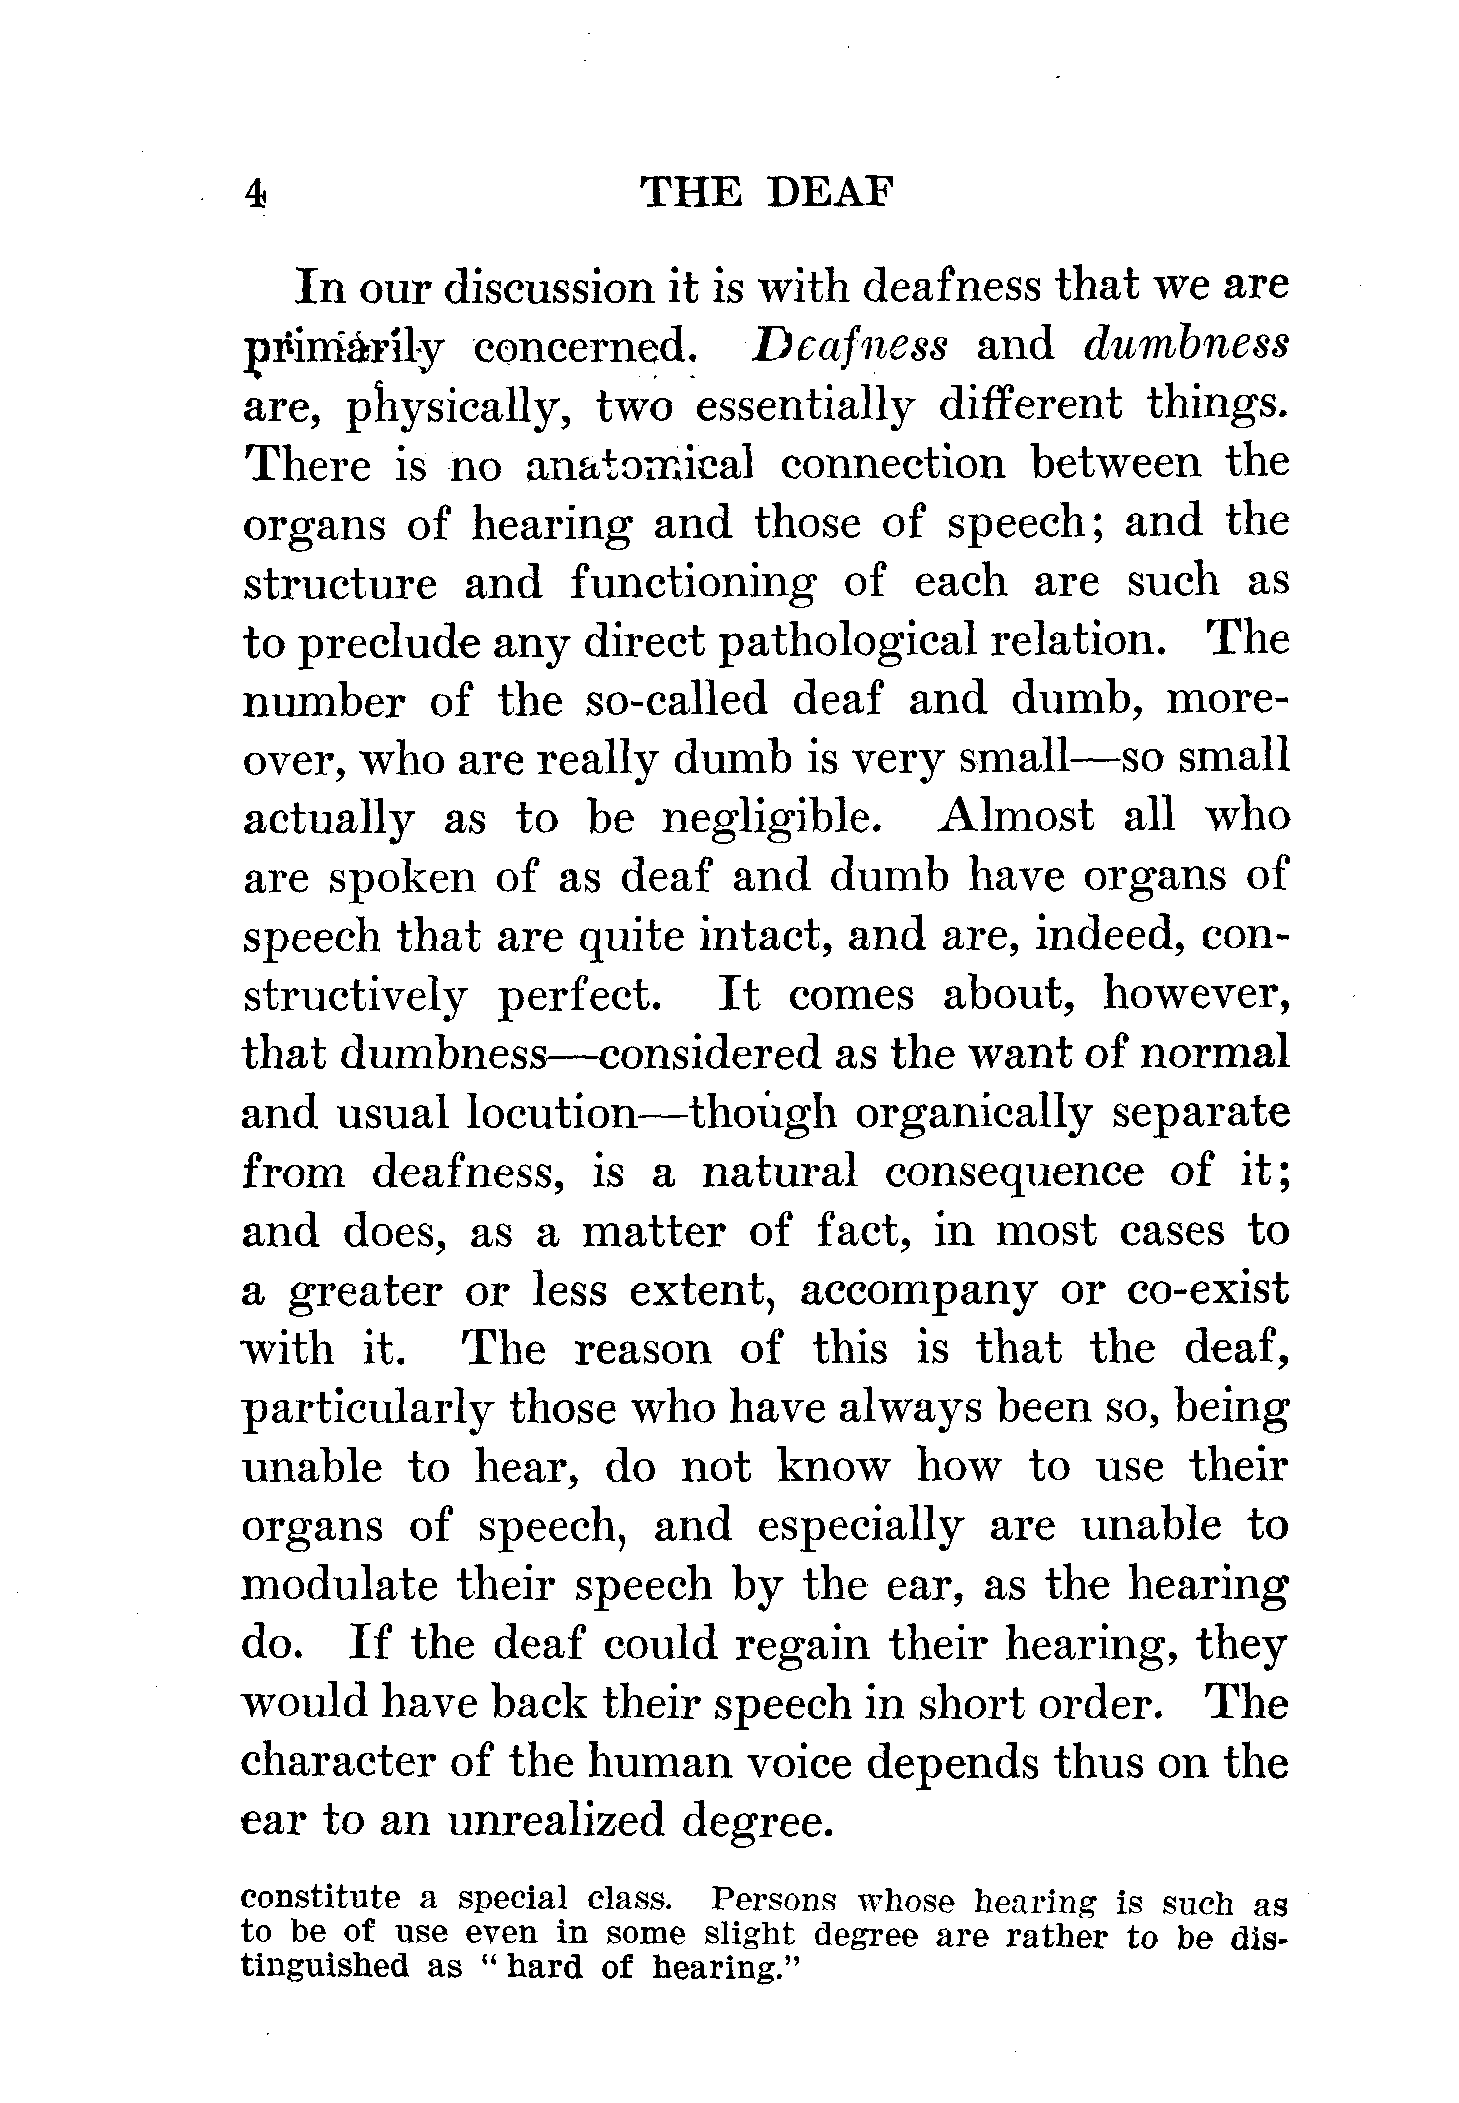 4 THE DEAF
In our discussion it is with deafness that we are
primarily concerned. Deafness and dumbness
are, physically, two essentially different things.
There is no anatomical connection between the
organs of hearing and those of speech; and the
structure and functioning of each are such as
to preclude any direct pathological relation. The
number of the so-called deaf and dumb, more-
over, who are really dumb is very small—so small
actually as to be negligible. Almost all who
are spoken of as deaf and dumb have organs of
speech that are quite intact, and are, indeed, con-
structively perfect. It comes about, however,
that dumbness—considered as the want of normal
and usual locution—though organically separate
from deafness, is a natural consequence of it;
and does, as a matter of fact, in most cases to
a greater or less extent, accompany or co-exist
with it. The reason of this is that the deaf,
particularly those who have always been so, being
unable to hear, do not know how to use their
organs of speech, and especially are unable to
modulate their speech by the ear, as the hearing
do. If the deaf could regain their hearing, they
would have back their speech in short order. The
character of the human voice depends thus on the
ear to an unrealized degree.
constitute a special class. Persons whose hearing is such as
to be of use even in some slight degree are rather to be dis-
tinguished as “hard of hearing.”